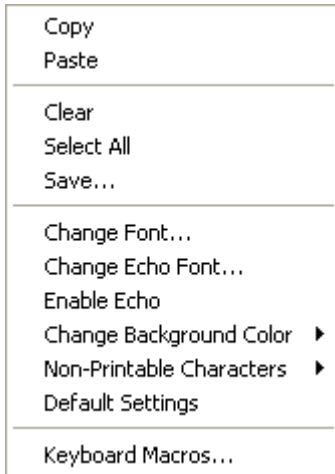 Copy
Paste
Clear
Select All
Save...
Change Font...
Change Echo Font...
Enable Echo
Change Background Color
Non-Printable Characters
Default Settings
Keyboard Macros...